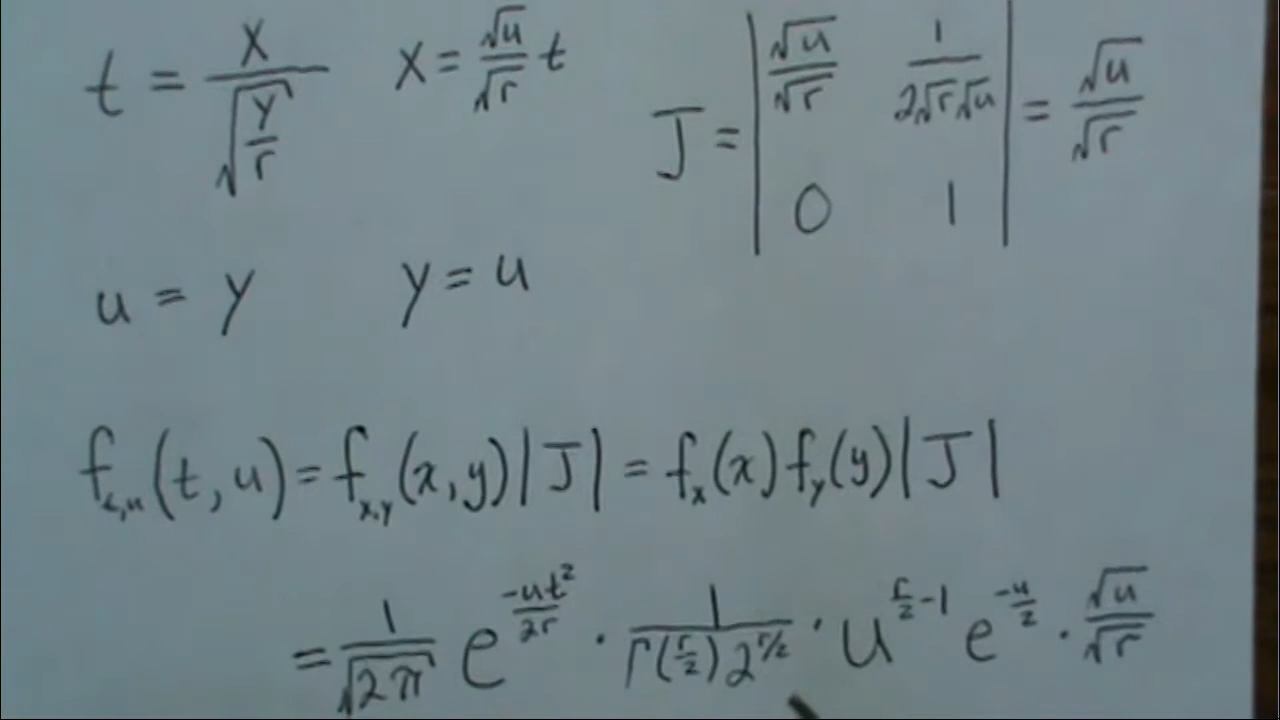 t = x / √(y/r)   x = (√u/√r) t   J = | √u/√r   1/(2√r√u) | = √u/√r
| 0   1 |
u = y   y = u
f_{t,u}(t, u) = f_{x,y}(x, y)|J| = f_x(x) f_y(y)|J|
= 1/√(2π) e^{-ut²/2r} · 1/(Γ(r/2) 2^{r/2}) · u^{r/2 - 1} e^{-u/2} · √u/√r